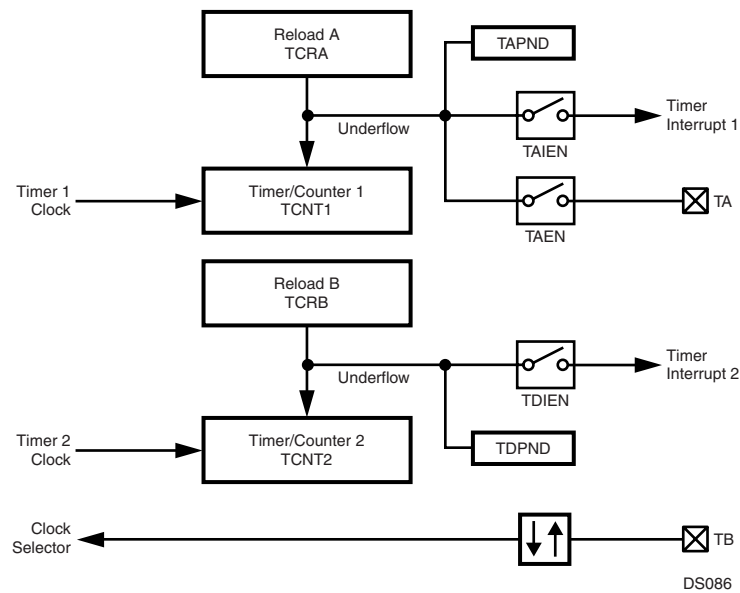 Reload A
TCRA
TAPND
Underflow
Timer
Interrupt 1
TAIEN
Timer 1
Clock
Timer/Counter 1
TCNT1
TA
TAEN
Reload B
TCRB
Underflow
Timer
Interrupt 2
TDIEN
Timer 2
Clock
Timer/Counter 2
TCNT2
TDPND
Clock
Selector
TB
DS086